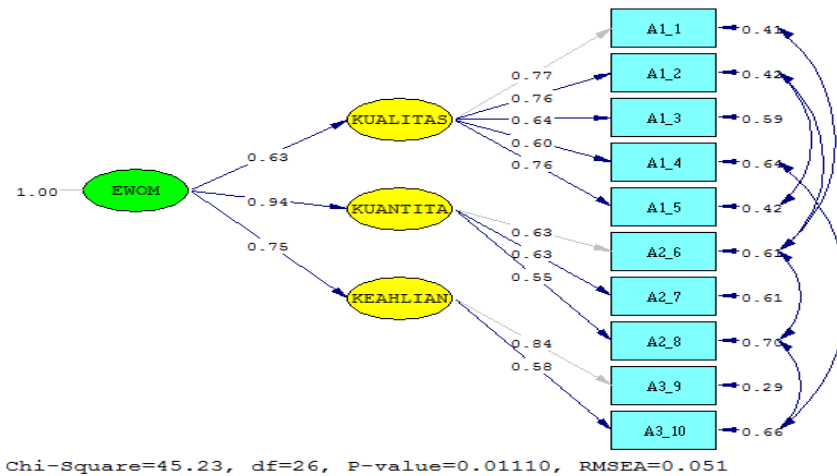 A1_1 0.41
0.77
A1_2 0.42
0.76
KUALITAS A1_3 0.59
0.64
0.63 0.60 A1_4 0.64
0.76
1.00 EWOM A1_5 0.42
0.94 KUANTITA 0.63
0.63 A2_6 0.61
0.75 0.55
A2_7 0.61
KEAHLIAN
A2_8 0.70
0.84
0.58 A3_9 0.29
A3_10 0.66
Chi-Square=45.23, df=26, P-value=0.01110, RMSEA=0.051